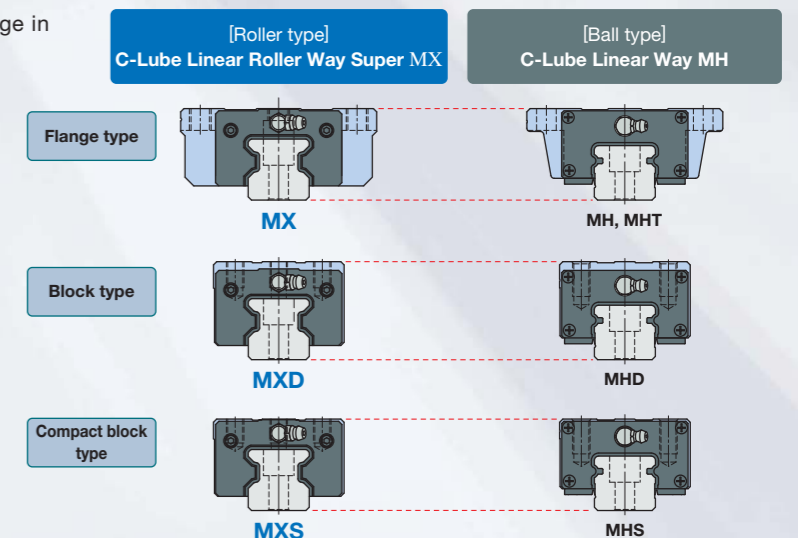 ge in
[Roller type]
C-Lube Linear Roller Way Super MX
[Ball type]
C-Lube Linear Way MH
Flange type
MX
MH, MHT
Block type
MXD
MHD
Compact block
type
MXS
MHS